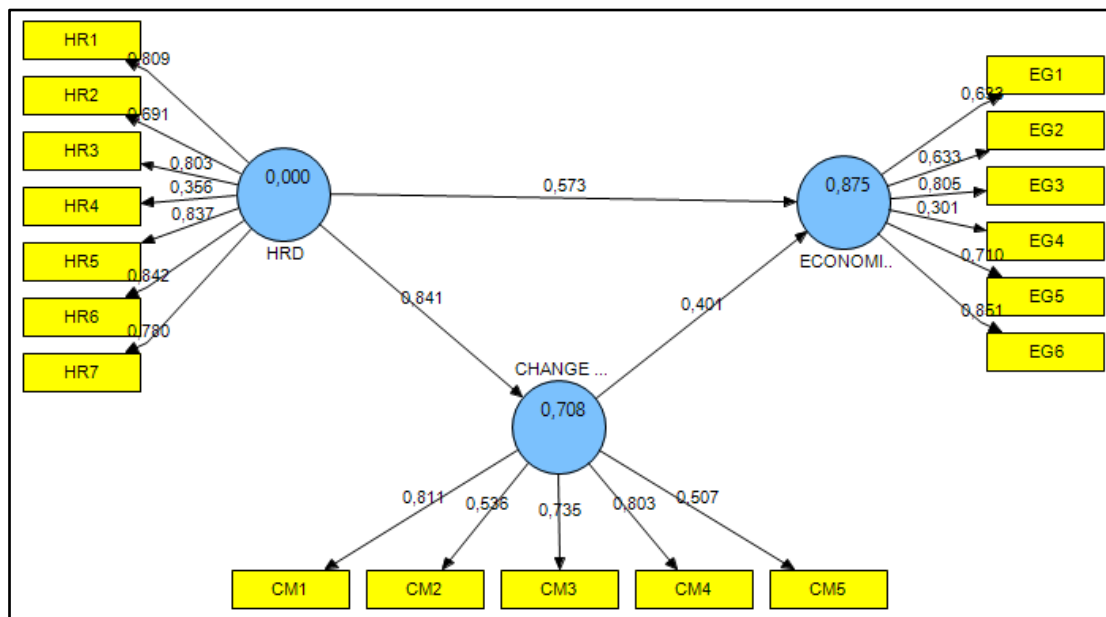 HR1
0,809
HR2
0,691
HR3
0,803
HR4
0,356
HR5
0,837
HR6
0,842
HR7
0,780
0,000
HRD
0,573
0,841
0,401
0,875
ECONOMI..
EG1
0,633
EG2
0,633
EG3
0,805
EG4
0,301
EG5
0,710
EG6
0,851
CHANGE ...
0,708
0,811
0,536
0,735
0,803
0,507
CM1
CM2
CM3
CM4
CM5